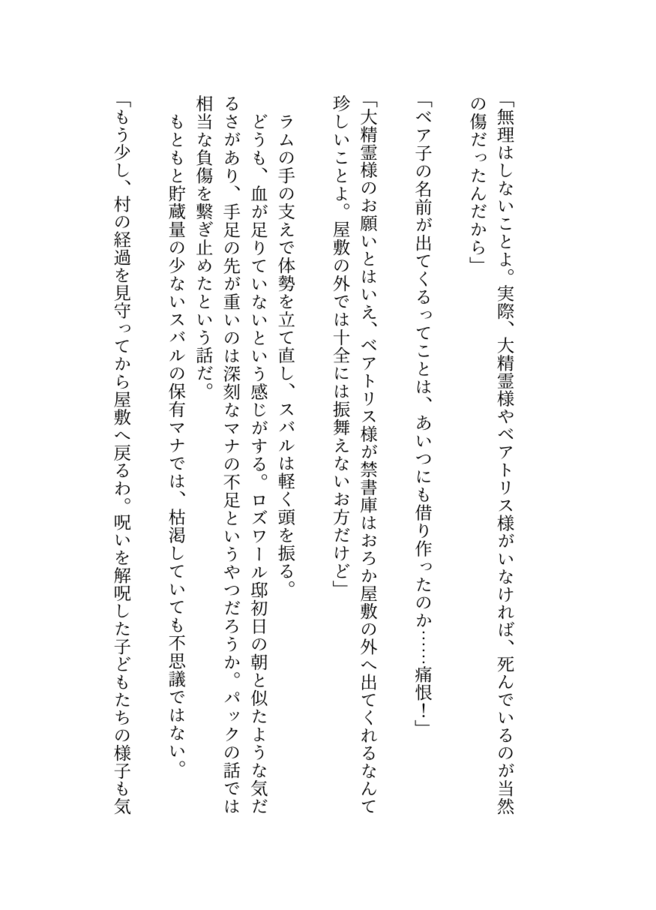 「無理はしないことよ。実際、大精霊様やベアトリス様がいなければ、死んでいるのが当然
の傷だったんだから」
「ベア子の名前が出てくるってことは、あいつにも借り作ったのか……痛恨！」
「大精霊様のお願いとはいえ、ベアトリス様が禁書庫はおろか屋敷の外へ出てくれるなんて
珍しいことよ。屋敷の外では十全には振舞えないお方だけど」
ラムの手の支えで体勢を立て直し、スバルは軽く頭を振る。
どうも、血が足りていないという感じがする。ロズワール邸初日の朝と似たような気だ
るさがあり、手足の先が重いのは深刻なマナの不足というやつだろうか。パックの話では
相当な負傷を繋ぎ止めたという話だ。
もともと貯蔵量の少ないスバルの保有マナでは、枯渇していても不思議ではない。
「もう少し、村の経過を見守ってから屋敷へ戻るわ。呪いを解呪した子どもたちの様子も気